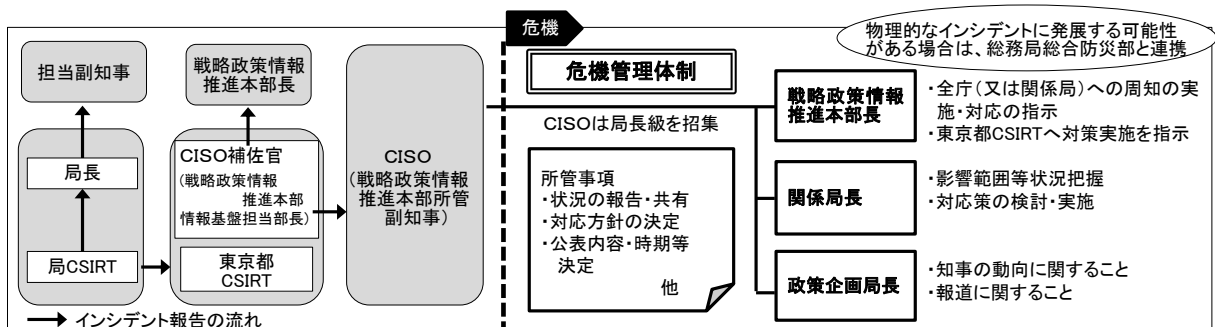 危機
物理的なインシデントに発展する可能性
がある場合は、総務局総合防災部と連携
担当副知事
戦略政策情報
推進本部長
局長
局CSIRT
CISO補佐官
(戦略政策情報
推進本部
情報基盤担当部長)
東京都
CSIRT
CISO
(戦略政策情報
推進本部所管
副知事)
インシデント報告の流れ
危機管理体制
CISOは局長級を招集
所管事項
・状況の報告・共有
・対応方針の決定
・公表内容・時期等
決定
他
戦略政策情報
推進本部長
・全庁(又は関係局)への周知の実
施・対応の指示
・東京都CSIRTへ対策実施を指示
関係局長
・影響範囲等状況把握
・対応策の検討・実施
政策企画局長
・知事の動向に関すること
・報道に関すること